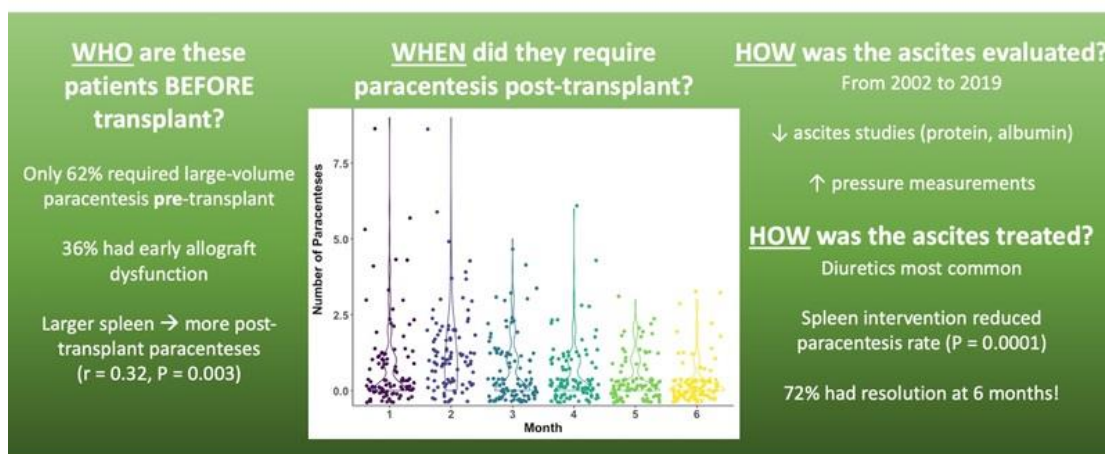 WHO are these
patients BEFORE
transplant?
Only 62% required large-volume
paracentesis pre-transplant
36% had early allograft
dysfunction
Larger spleen → more post-
transplant paracenteses
(r = 0.32, P = 0.003)
WHEN did they require
paracentesis post-transplant?
Number of Paracenteses
7.5
5.0
2.5
0.0
1 2 3 4 5 6
Month
HOW was the ascites evaluated?
From 2002 to 2019
↓ ascites studies (protein, albumin)
↑ pressure measurements
HOW was the ascites treated?
Diuretics most common
Spleen intervention reduced
paracentesis rate (P = 0.0001)
72% had resolution at 6 months!